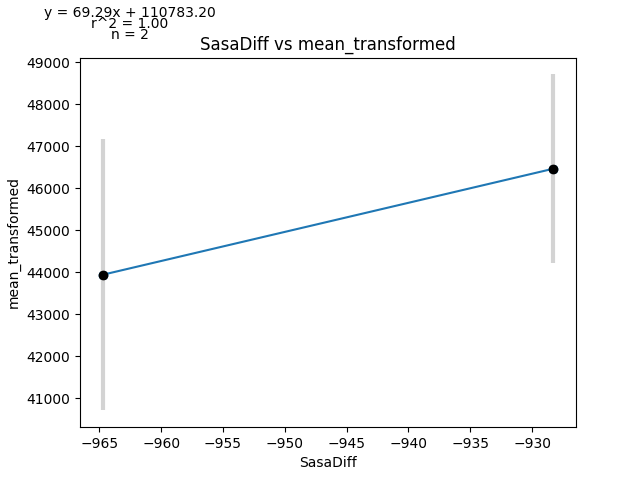 y = 69.29x + 110783.20
r^2 = 1.00
n = 2
SasaDiff vs mean_transformed
49000
48000
47000
46000
45000
44000
43000
42000
41000
mean_transformed
−965
−960
−955
−950
−945
−940
−935
−930
SasaDiff